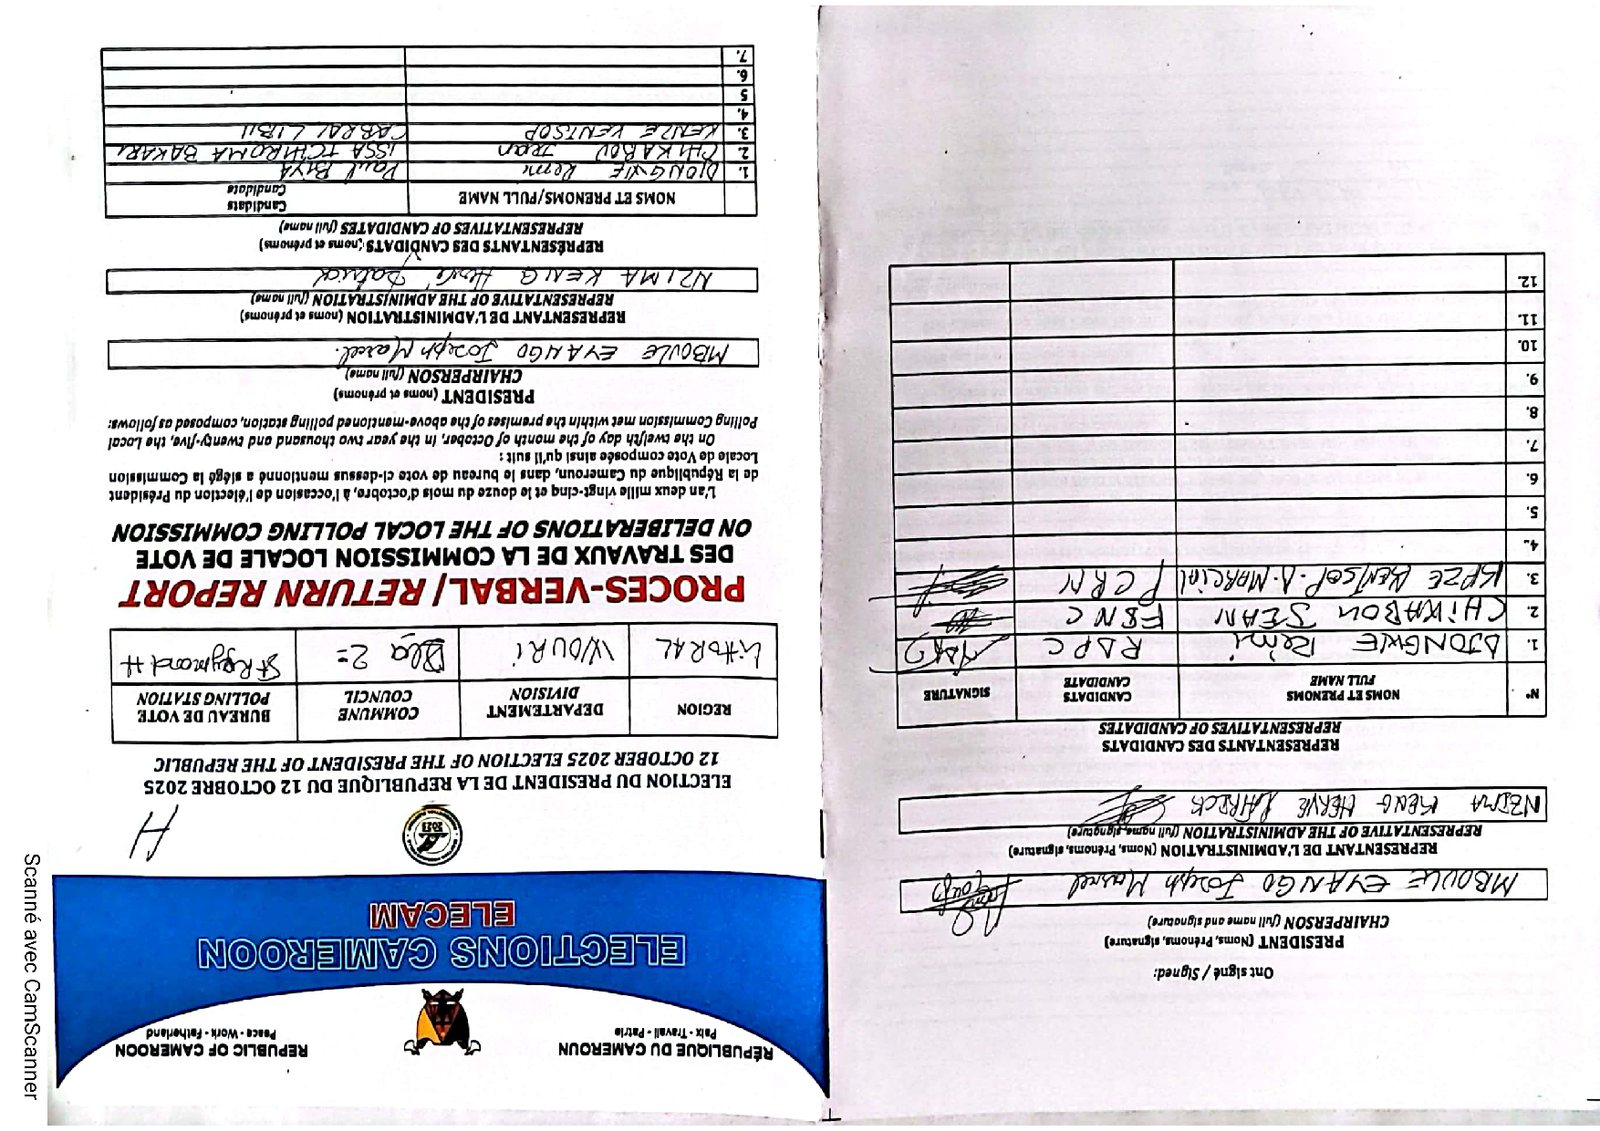 RÉPUBLIQUE DU CAMEROUN
Paix - Travail - Patrie
REPUBLIC OF CAMEROON
Peace - Work - Fatherland
ELECTIONS CAMEROON
ELECAM
H
ELECTION DU PRESIDENT DE LA REPUBLIQUE DU 12 OCTOBRE 2025
12 OCTOBER 2025 ELECTION OF THE PRESIDENT OF THE REPUBLIC
REGION
DEPARTEMENT
DIVISION
COMMUNE
COUNCIL
BUREAU DE VOTE
POLLING STATION
LITTORAL
WOURI
Dla 2=
St Raymond H
PROCES-VERBAL/ RETURN REPORT
DES TRAVAUX DE LA COMMISSION LOCALE DE VOTE
ON DELIBERATIONS OF THE LOCAL POLLING COMMISSION
L'an deux mille vingt-cinq et le douze du mois d'octobre, à l'occasion de l'élection du Président
de la République du Cameroun, dans le bureau de vote ci-dessus mentionné a siégé la Commission
Locale de Vote composée ainsi qu'il suit :
On the twelfth day of the month of October, in the year two thousand and twenty-five, the Local
Polling Commission met within the premises of the above-mentioned polling station, composed as follows:
PRESIDENT (noms et prénoms)
CHAIRPERSON (full name)
MBOULE EYANGO Joseph Marcel.
REPRESENTANT DE L'ADMINISTRATION (noms et prénoms)
REPRESENTATIVE OF THE ADMINISTRATION (full name)
NZIMA KENG Hervé Patrick
REPRÉSENTANTS DES CANDIDATS (noms et prénoms)
REPRESENTATIVES OF CANDIDATES (full name)
NOMS ET PRENOMS/FULL NAME
Candidats
Candidate
1. DJONGWE Remi Paul BIYA
2. CHIKABOU Jean ISSA TCHIROMA BAKARI
3. KENZE KENTSOP CABRAL LIBII
4.
5
6.
7.
Ont signé / Signed:
PRESIDENT (Noms, Prénoms, signature)
CHAIRPERSON (full name and signature)
MBOULE EYANGO Joseph Marcel
REPRESENTANT DE L'ADMINISTRATION (Noms, Prénoms, signature)
REPRESENTATIVE OF THE ADMINISTRATION (full name, signature)
NZIMA KENG HERVE PATRICK
REPRESENTANTS DES CANDIDATS
REPRESENTATIVES OF CANDIDATES
N°
NOMS ET PRENOMS
FULL NAME
CANDIDATS
CANDIDATE
SIGNATURE
1. DJONGWE Rémi RDPC
2. CHIKABOU JEAN FSNC
3. KENTSOP A. MARCIAL PCRN
4.
5.
6.
7.
8.
9.
10.
11.
12.
Scanné avec CamScanner